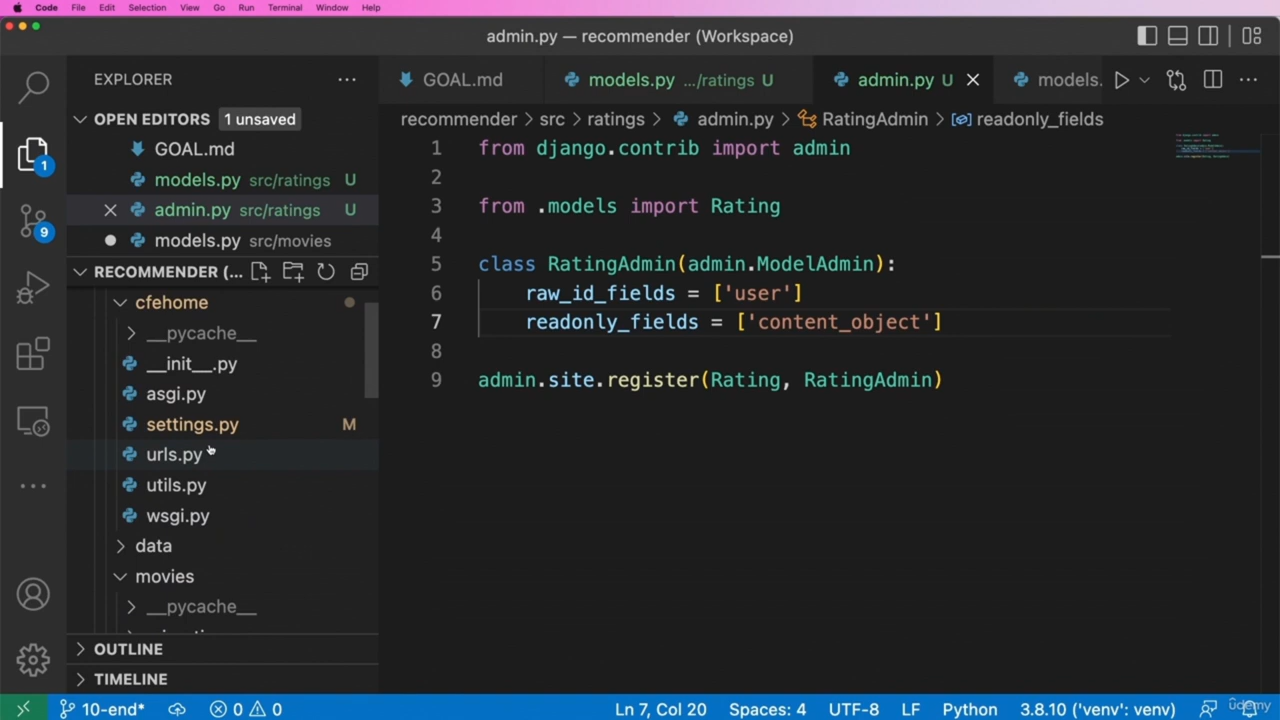 Code File Edit Selection View Go Run Terminal Window Help
admin.py — recommender (Workspace)
EXPLORER
GOAL.md
models.py .../ratings U
admin.py U
models.
OPEN EDITORS 1 unsaved
recommender > src > ratings > admin.py > RatingAdmin > readonly_fields
GOAL.md
models.py src/ratings U
admin.py src/ratings U
models.py src/movies
RECOMMENDER (...
cfehome
__pycache__
__init__.py
asgi.py
settings.py M
urls.py
utils.py
wsgi.py
data
movies
__pycache__
OUTLINE
TIMELINE
1 from django.contrib import admin
2
3 from .models import Rating
4
5 class RatingAdmin(admin.ModelAdmin):
6 raw_id_fields = ['user']
7 readonly_fields = ['content_object']
8
9 admin.site.register(Rating, RatingAdmin)
1
9
10-end* 0 0 Ln 7, Col 20 Spaces: 4 UTF-8 LF Python 3.8.10 ('venv': venv)
udemy